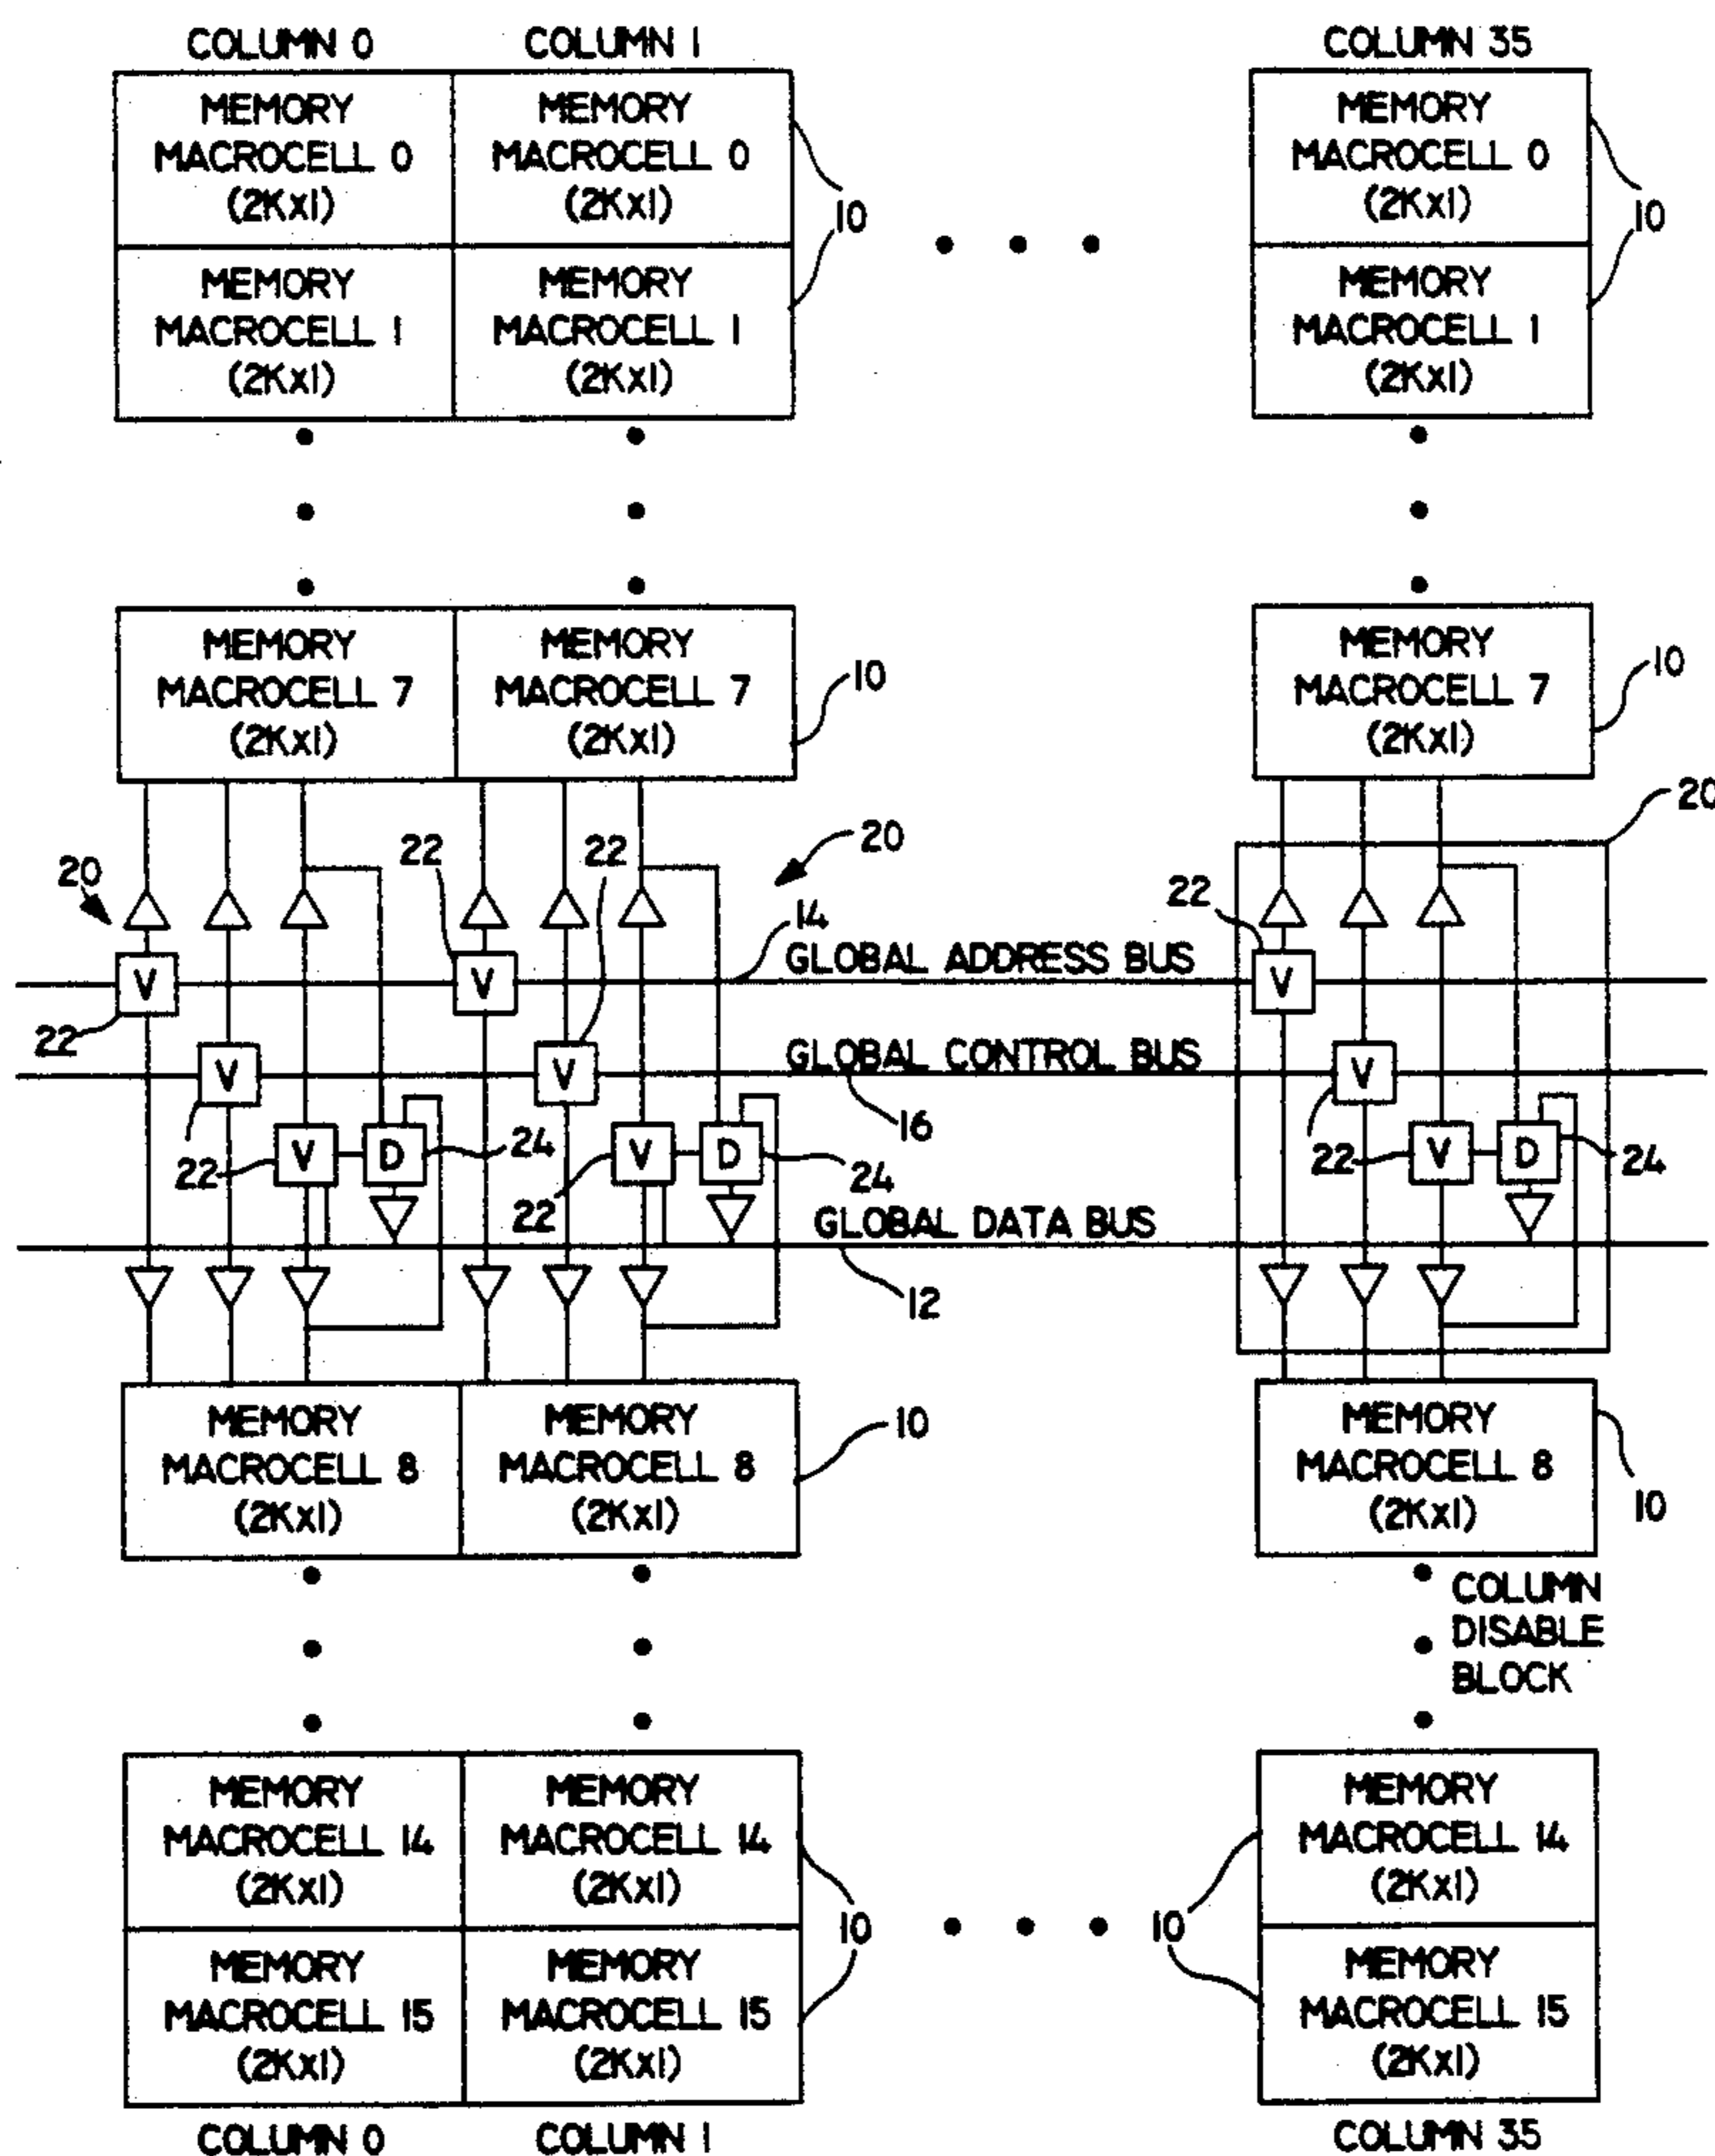 COLUMN 0 COLUMN 1 COLUMN 35
MEMORY MACROCELL 0 (2Kx1)
MEMORY MACROCELL 0 (2Kx1)
10
MEMORY MACROCELL 0 (2Kx1)
10
MEMORY MACROCELL 1 (2Kx1)
MEMORY MACROCELL 1 (2Kx1)
MEMORY MACROCELL 1 (2Kx1)
MEMORY MACROCELL 7 (2Kx1)
MEMORY MACROCELL 7 (2Kx1)
10
MEMORY MACROCELL 7 (2Kx1)
10
20
20 22 22 20 14 22
V V GLOBAL ADDRESS BUS V
22
V V GLOBAL CONTROL BUS V
16 22
22 V D 24 22 V D 24 22 V D 24
22
GLOBAL DATA BUS
12
MEMORY MACROCELL 8 (2Kx1)
MEMORY MACROCELL 8 (2Kx1)
10
MEMORY MACROCELL 8 (2Kx1)
10
COLUMN
DISABLE
BLOCK
MEMORY MACROCELL 14 (2Kx1)
MEMORY MACROCELL 14 (2Kx1)
10
10
MEMORY MACROCELL 14 (2Kx1)
MEMORY MACROCELL 15 (2Kx1)
MEMORY MACROCELL 15 (2Kx1)
MEMORY MACROCELL 15 (2Kx1)
COLUMN 0 COLUMN 1 COLUMN 35